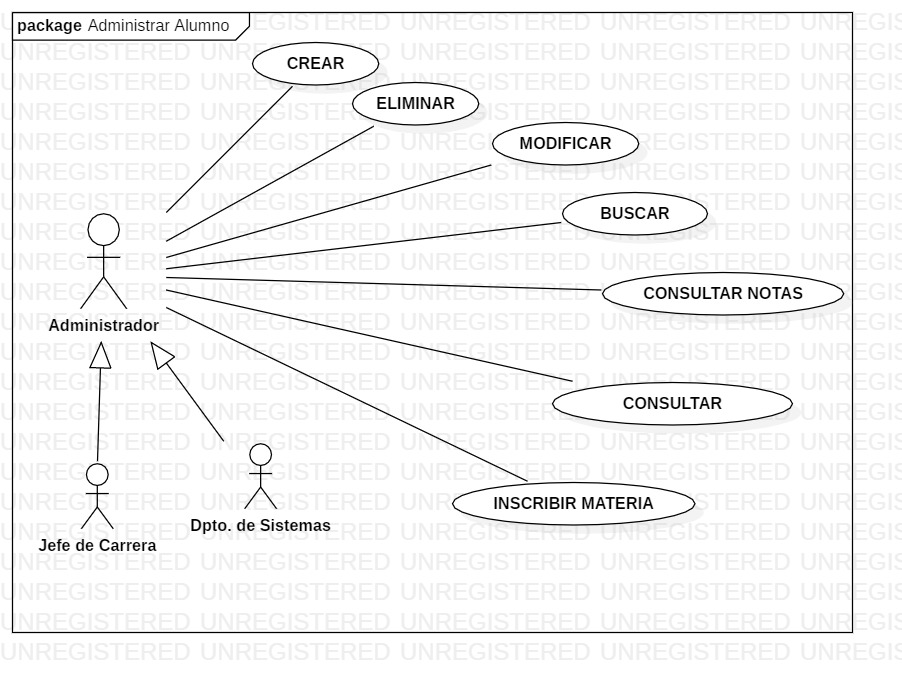 package Administrar Alumno
CREAR
ELIMINAR
MODIFICAR
BUSCAR
CONSULTAR NOTAS
Administrador
CONSULTAR
INSCRIBIR MATERIA
Dpto. de Sistemas
Jefe de Carrera
UNREGISTERED